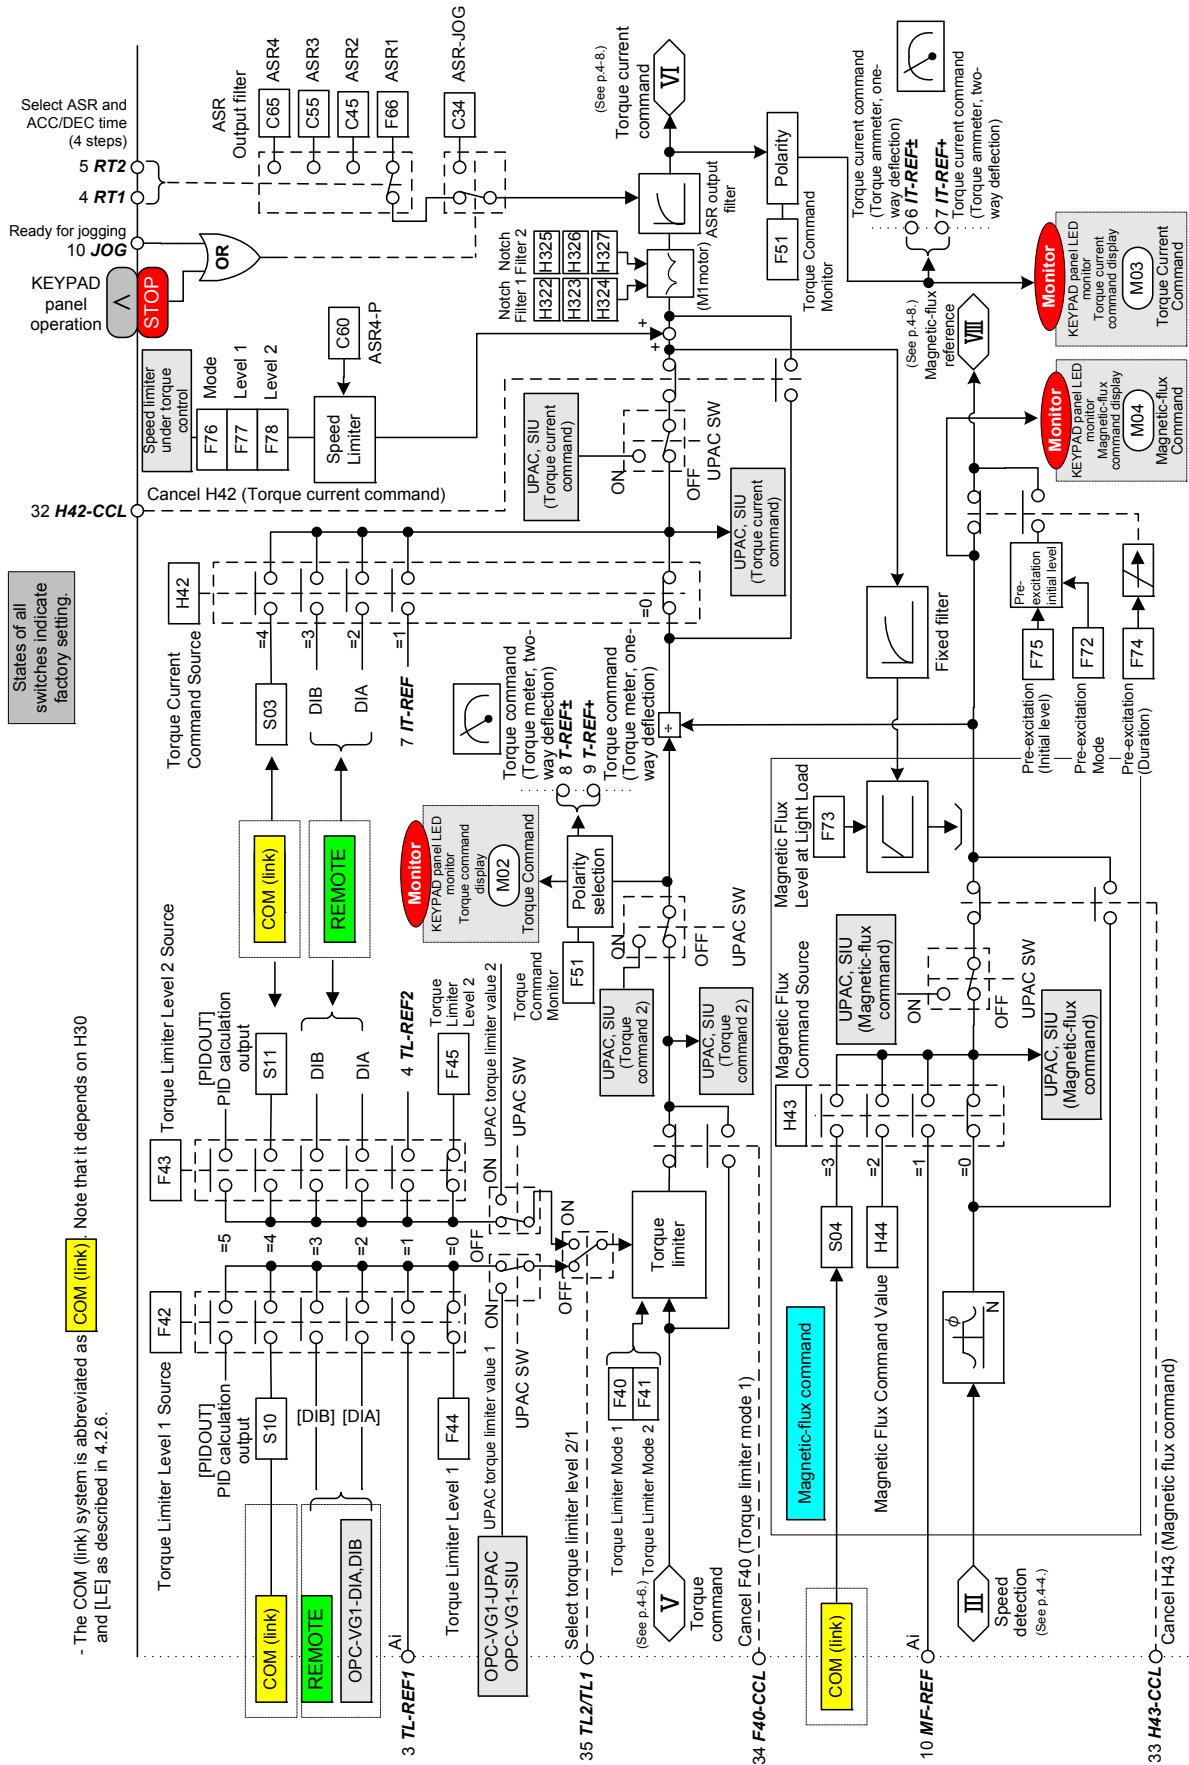 - The COM (link) system is abbreviated as COM (link). Note that it depends on H30
and [LE] as described in 4.2.6.
States of all
switches indicate
factory setting.
Torque Limiter Level 1 Source
F42
[PIDOUT]
PID calculation
output
COM (link)
S10
REMOTE
OPC-VG1-DIA,DIB
[DIB]
[DIA]
3 TL-REF1
Ai
F44
Torque Limiter Level 1
=5
=4
=3
=2
=1
=0
F43
Torque Limiter Level 2 Source
[PIDOUT]
PID calculation
output
S11
DIB
DIA
4 TL-REF2
F45
Torque
Limiter
Level 2
COM (link)
REMOTE
Torque Current
Command Source
S03
H42
=4
DIB
=3
DIA
=2
7 IT-REF
=1
=0
OPC-VG1-UPAC
OPC-VG1-SIU
UPAC torque limiter value 1
ON
OFF
UPAC SW
UPAC torque limiter value 2
ON
UPAC SW
35 TL2/TL1
Select torque limiter level 2/1
OFF
ON
Torque Limiter Mode 1
F40
Torque Limiter Mode 2
F41
(See p.4-6.)
V
Torque
command
Torque
limiter
34 F40-CCL
Cancel F40 (Torque limiter mode 1)
UPAC, SIU
(Torque
command 2)
UPAC, SIU
(Torque
command 2)
ON
OFF
UPAC SW
Torque
Command
Monitor
F51
Polarity
selection
Monitor
KEYPAD panel LED
monitor
Torque command
display
M02
Torque Command
Torque command
(Torque meter, two-
way deflection)
8 T-REF±
9 T-REF+
Torque command
(Torque meter, one-
way deflection)
÷
32 H42-CCL
Cancel H42 (Torque current command)
UPAC, SIU
(Torque current
command)
UPAC, SIU
(Torque current
command)
ON
OFF
UPAC SW
Speed limiter
under torque
control
F76
Mode
F77
Level 1
F78
Level 2
C60
ASR4-P
Speed
Limiter
+
+
KEYPAD
panel
operation
<
STOP
Ready for jogging
10 JOG
OR
4 RT1
5 RT2
Select ASR and
ACC/DEC time
(4 steps)
ASR
Output filter
C65
ASR4
C55
ASR3
C45
ASR2
F66
ASR1
C34
ASR-JOG
Notch
Filter 1
Notch
Filter 2
H322
H323
H324
H325
H326
H327
(M1motor)
ASR output
filter
(See p.4-8.)
Torque current
command
VI
Polarity
F51
Torque Command
Monitor
Torque current command
(Torque ammeter, one-
way deflection)
6 IT-REF±
7 IT-REF+
Torque current command
(Torque ammeter, two-
way deflection)
Monitor
KEYPAD panel LED
monitor
Torque current
command display
M03
Torque Current
Command
(See p.4-8.)
Magnetic-flux
reference
VIII
Monitor
KEYPAD panel LED
monitor
Magnetic-flux
command display
M04
Magnetic-flux
Command
Fixed filter
Magnetic Flux
Level at Light Load
F73
Pre-excitation
(Initial level)
F75
Pre-
excitation
initial level
Pre-excitation
Mode
F72
Pre-excitation
(Duration)
F74
Magnetic Flux
Command Source
H43
COM (link)
Magnetic-flux command
S04
=3
Magnetic Flux Command Value
H44
=2
10 MF-REF
Ai
=1
=0
UPAC, SIU
(Magnetic-flux
command)
UPAC, SIU
(Magnetic-flux
command)
ON
OFF
UPAC SW
III
Speed
detection
(See p.4-4.)
φ
N
33 H43-CCL
Cancel H43 (Magnetic flux command)